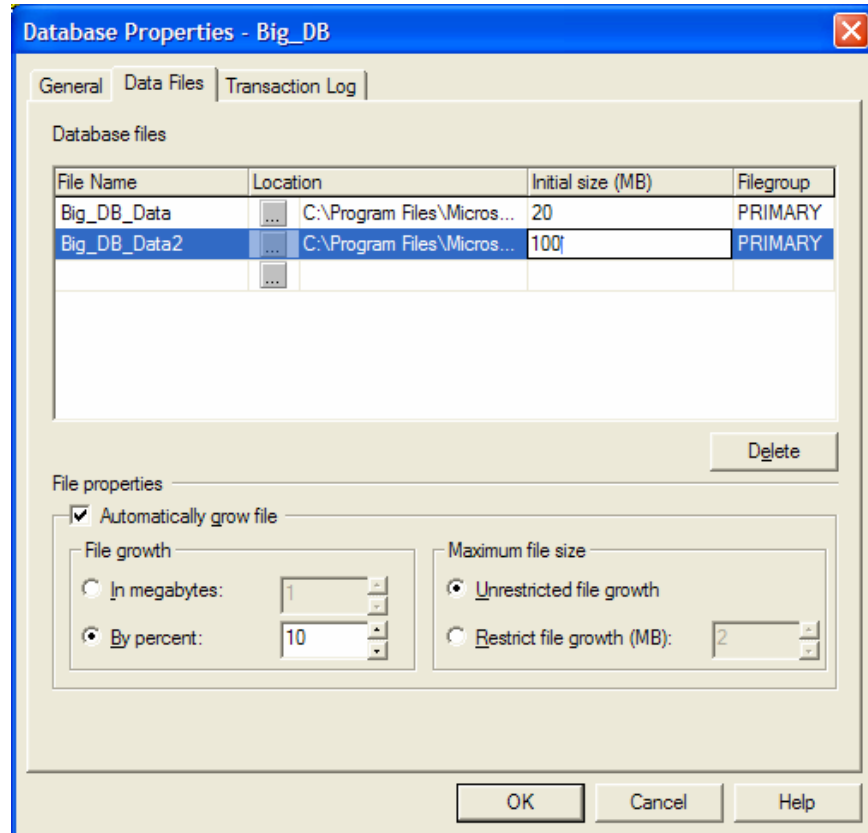 Database Properties - Big_DB
General Data Files Transaction Log
Database files
File Name Location Initial size (MB) Filegroup
Big_DB_Data ... C:\Program Files\Micros... 20 PRIMARY
Big_DB_Data2 ... C:\Program Files\Micros... 100 PRIMARY
...
Delete
File properties
Automatically grow file
File growth Maximum file size
In megabytes: 1 Unrestricted file growth
By percent: 10 Restrict file growth (MB): 2
OK Cancel Help